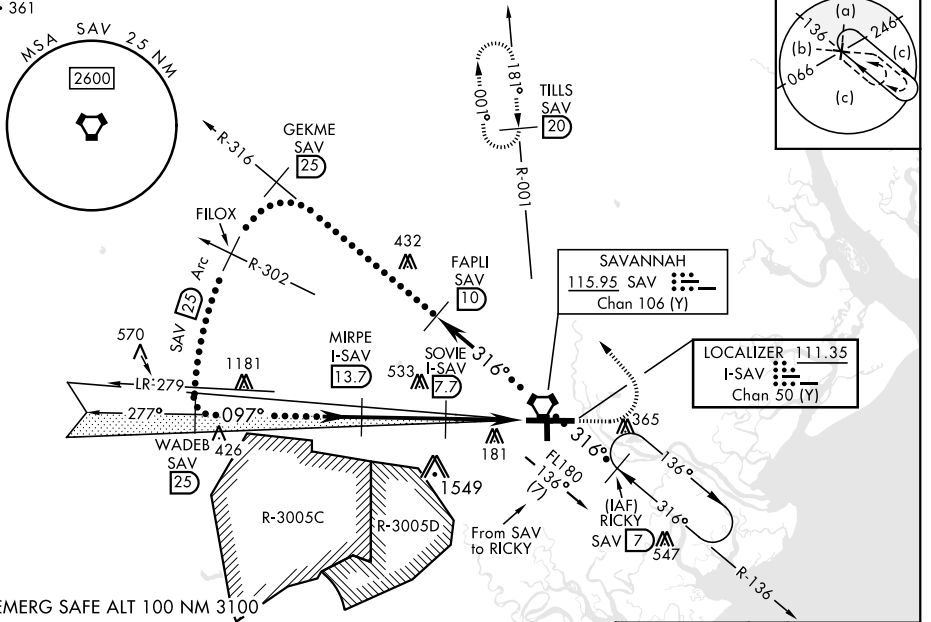 361
MSA SAV 25 NM
2600
R-316
GEKME
SAV
25
FILOX
R-302
SAV 25 Arc
432
FAPLI
SAV
10
316°
181°
001°
TILLS
SAV
20
R-001
(a)
136
246
(b)
(c)
066
(c)
SAVANNAH
115.95 SAV
Chan 106 (Y)
LOCALIZER 111.35
I-SAV
Chan 50 (Y)
570
1181
LR-279
277°
097°
MIRPE
I-SAV
13.7
533
SOVIE
I-SAV
7.7
WADEB
SAV
25
426
181
365
316°
136°
316°
FL180
136°
(7)
1549
R-3005C
R-3005D
From SAV
to RICKY
(IAF)
RICKY
SAV 7
547
R-136
EMERG SAFE ALT 100 NM 3100